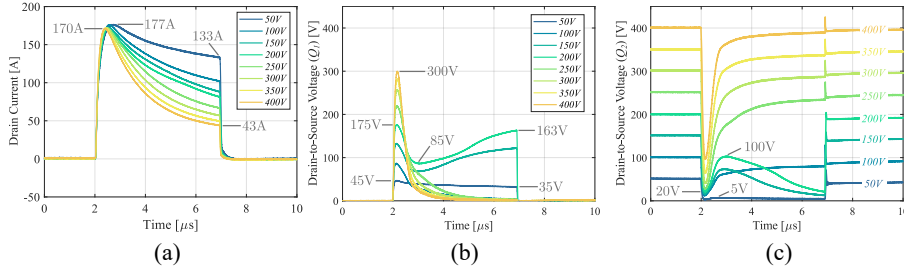 200
150
100
50
0
-50
Drain Current [A]
170A
177A
133A
43A
50V
100V
150V
200V
250V
300V
350V
400V
0 2 4 6 8 10
Time [μs]
(a)
400
300
200
100
0
Drain-to-Source Voltage (Q1) [V]
300V
175V
85V
163V
45V
35V
50V
100V
150V
200V
250V
300V
350V
400V
0 2 4 6 8 10
Time [μs]
(b)
400
350
300
250
200
150
100
50
0
Drain-to-Source Voltage (Q2) [V]
400V
350V
300V
250V
200V
150V
100V
50V
100V
20V
5V
0 2 4 6 8 10
Time [μs]
(c)